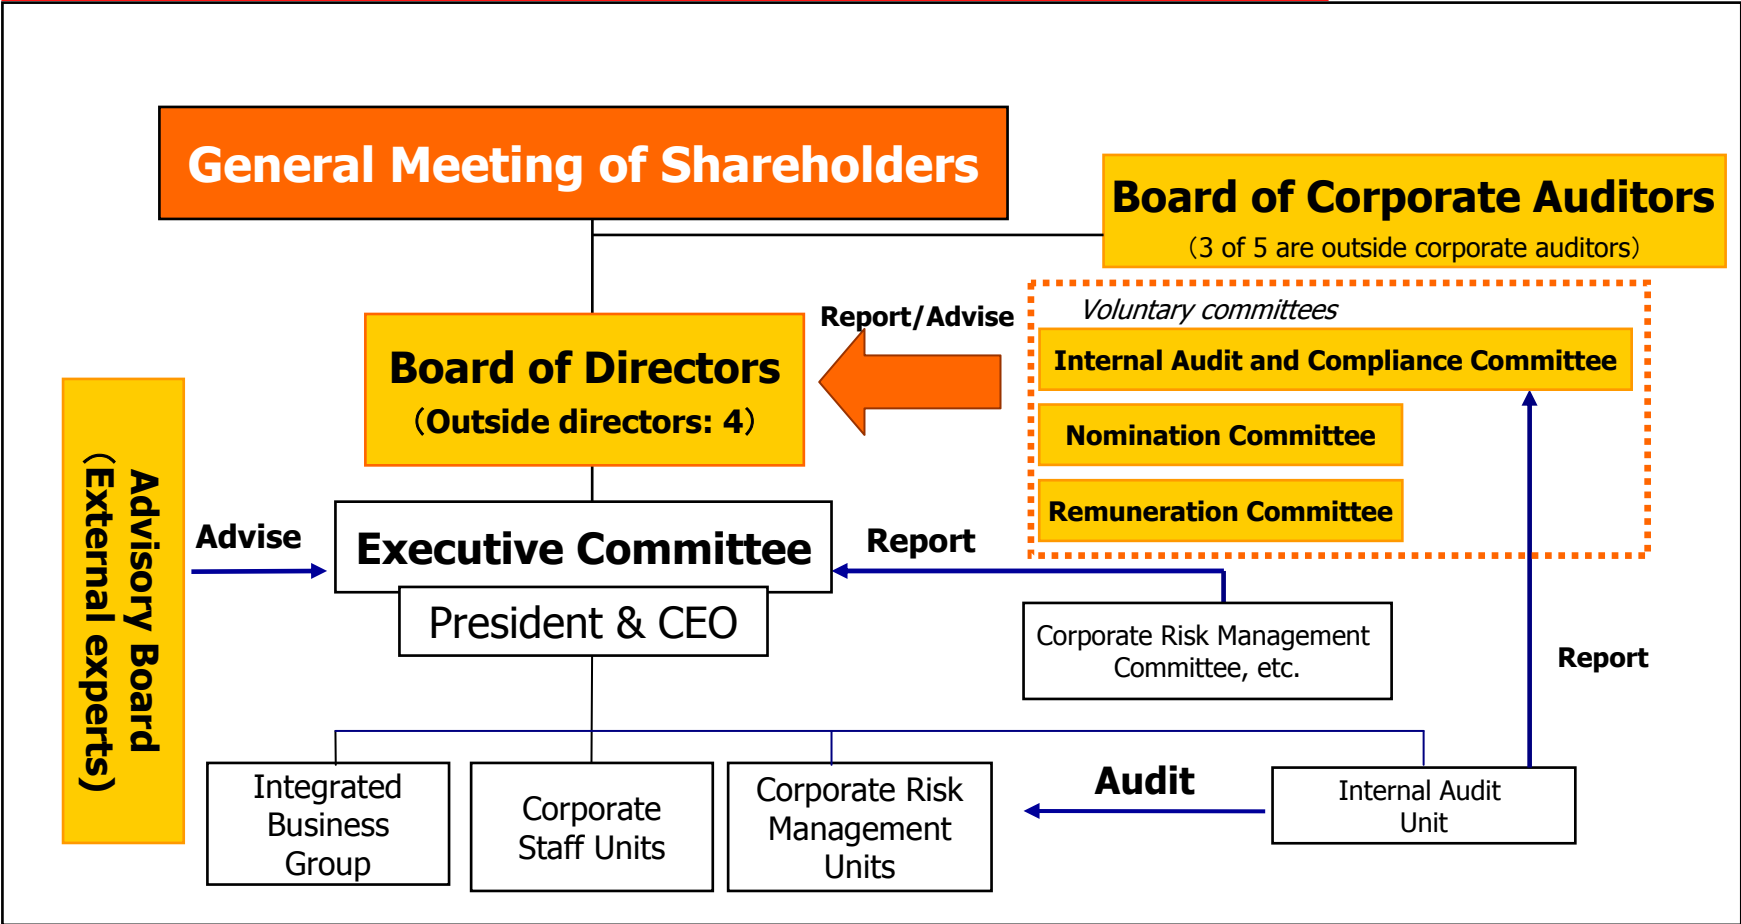 General Meeting of Shareholders
Board of Corporate Auditors
（3 of 5 are outside corporate auditors）
Voluntary committees
Report/Advise
Internal Audit and Compliance Committee
Board of Directors
（Outside directors: 4）
Nomination Committee
Remuneration Committee
Advisory Board
（External experts)
Advise
Executive Committee
Report
President & CEO
Corporate Risk Management
Committee, etc.
Report
Integrated
Business
Group
Corporate
Staff Units
Corporate Risk
Management
Units
Audit
Internal Audit
Unit